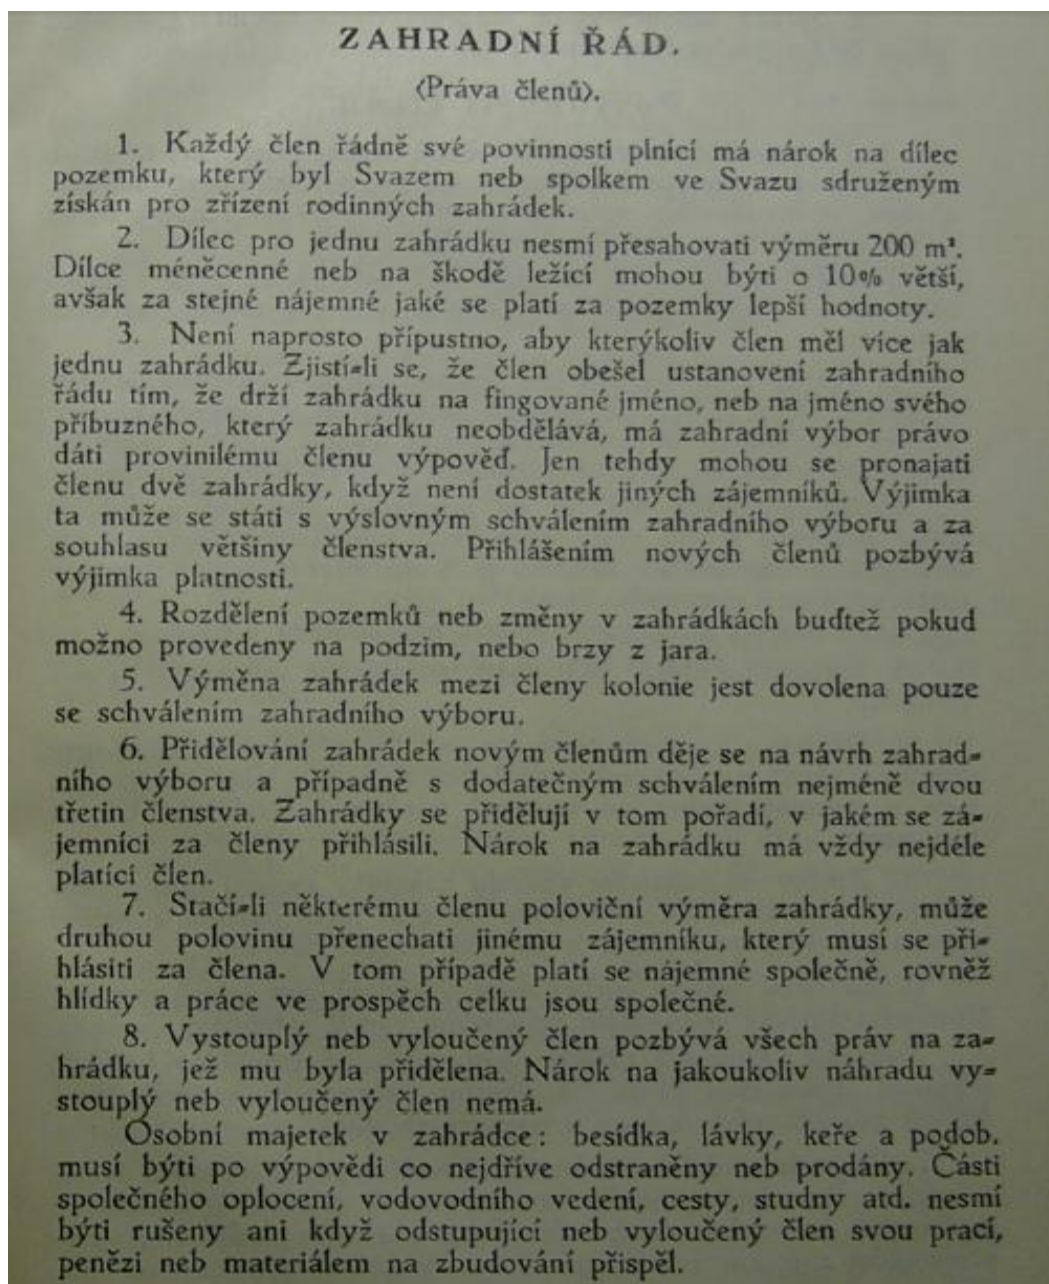 ZAHRADNÍ ŘÁD.
(Práva členů).
1. Každý člen řádně své povinnosti plnící má nárok na dílec
pozemku, který byl Svazem neb spolkem ve Svazu sdruženým
získán pro zřízení rodinných zahrádek.
2. Dílec pro jednu zahrádku nesmí přesahovati výměru 200 m².
Dílce méněcenné neb na škodě ležící mohou býti o 10% větší,
avšak za stejné nájemné jaké se platí za pozemky lepší hodnoty.
3. Není naprosto přípustno, aby kterýkoliv člen měl více jak
jednu zahrádku. Zjistí-li se, že člen obešel ustanovení zahradního
řádu tím, že drží zahrádku na fingované jméno, neb na jméno svého
příbuzného, který zahrádku neobdělává, má zahradní výbor právo
dáti provinilému členu výpověď. Jen tehdy mohou se pronajati
členu dvě zahrádky, když není dostatek jiných zájemníků. Výjimka
ta může se státi s výslovným schválením zahradního výboru a za
souhlasu většiny členstva. Přihlášením nových členů pozbývá
výjimka platnosti.
4. Rozdělení pozemků neb změny v zahrádkách buďtež pokud
možno provedeny na podzim, nebo brzy z jara.
5. Výměna zahrádek mezi členy kolonie jest dovolena pouze
se schválením zahradního výboru.
6. Přidělování zahrádek novým členům děje se na návrh zahrad-
ního výboru a případně s dodatečným schválením nejméně dvou
třetin členstva. Zahrádky se přidělují v tom pořadí, v jakém se zá-
jemníci za členy přihlásili. Nárok na zahrádku má vždy nejdéle
platící člen.
7. Stačí-li některému členu poloviční výměra zahrádky, může
druhou polovinu přenechati jinému zájemníku, který musí se při-
hlásiti za člena. V tom případě platí se nájemné společně, rovněž
hlídky a práce ve prospěch celku jsou společné.
8. Vystouplý neb vyloučený člen pozbývá všech práv na za-
hrádku, jež mu byla přidělena. Nárok na jakoukoliv náhradu vy-
stouplý neb vyloučený člen nemá.
Osobní majetek v zahrádce: besídka, lávky, keře a podob.
musí býti po výpovědi co nejdříve odstraněny neb prodány. Části
společného oplocení, vodovodního vedení, cesty, studny atd. nesmí
býti rušeny ani když odstupující neb vyloučený člen svou prací,
penězi neb materiálem na zbudování přispěl.